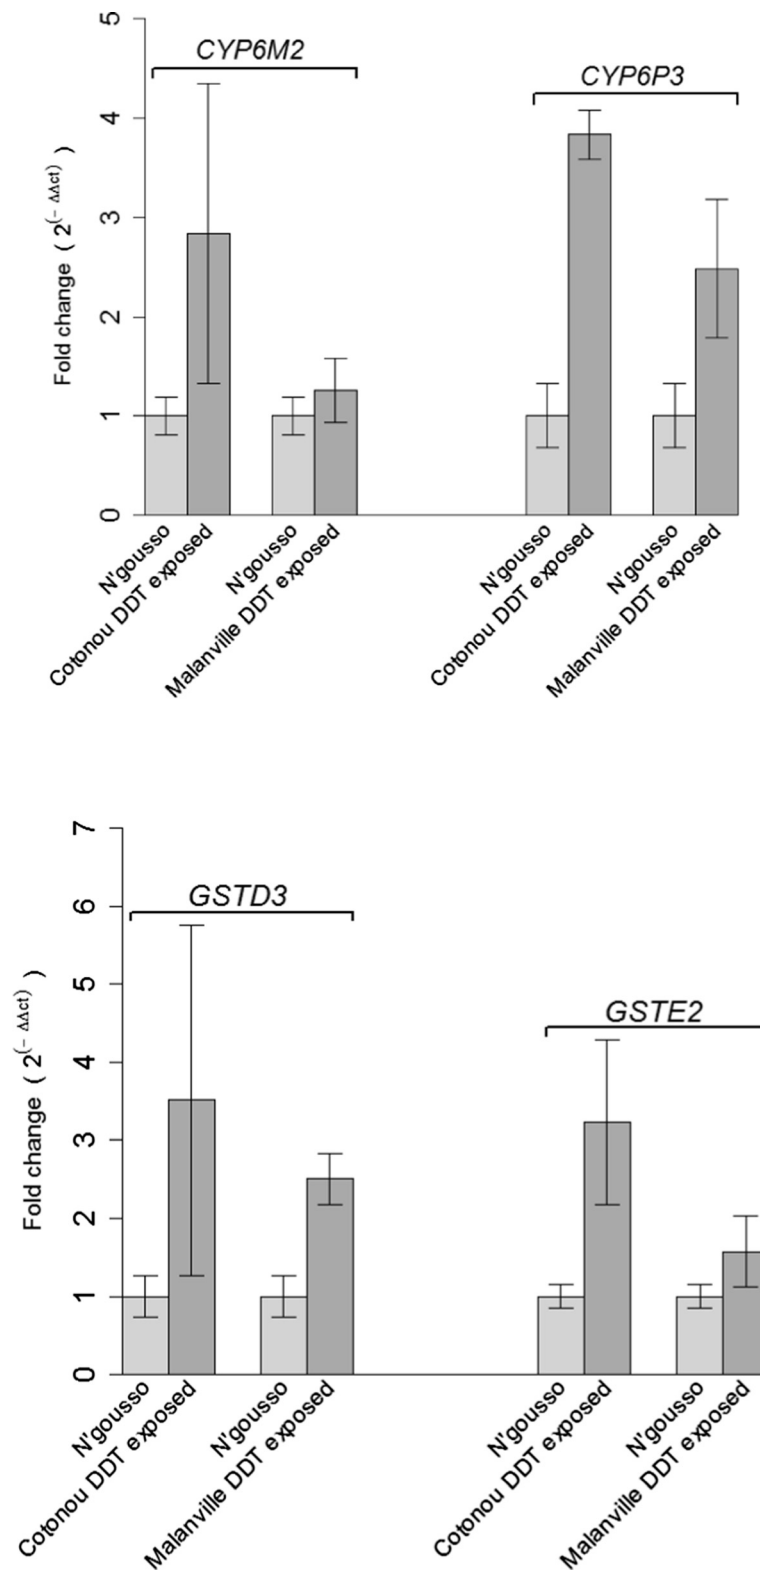 CYP6M2
CYP6P3
Fold change ( 2(- ΔΔct) )
5
4
3
2
1
0
N'gousso
Cotonou DDT exposed
N'gousso
Malanville DDT exposed
N'gousso
Cotonou DDT exposed
N'gousso
Malanville DDT exposed
GSTD3
GSTE2
Fold change ( 2(- ΔΔct) )
7
6
5
4
3
2
1
0
N'gousso
Cotonou DDT exposed
N'gousso
Malanville DDT exposed
N'gousso
Cotonou DDT exposed
N'gousso
Malanville DDT exposed